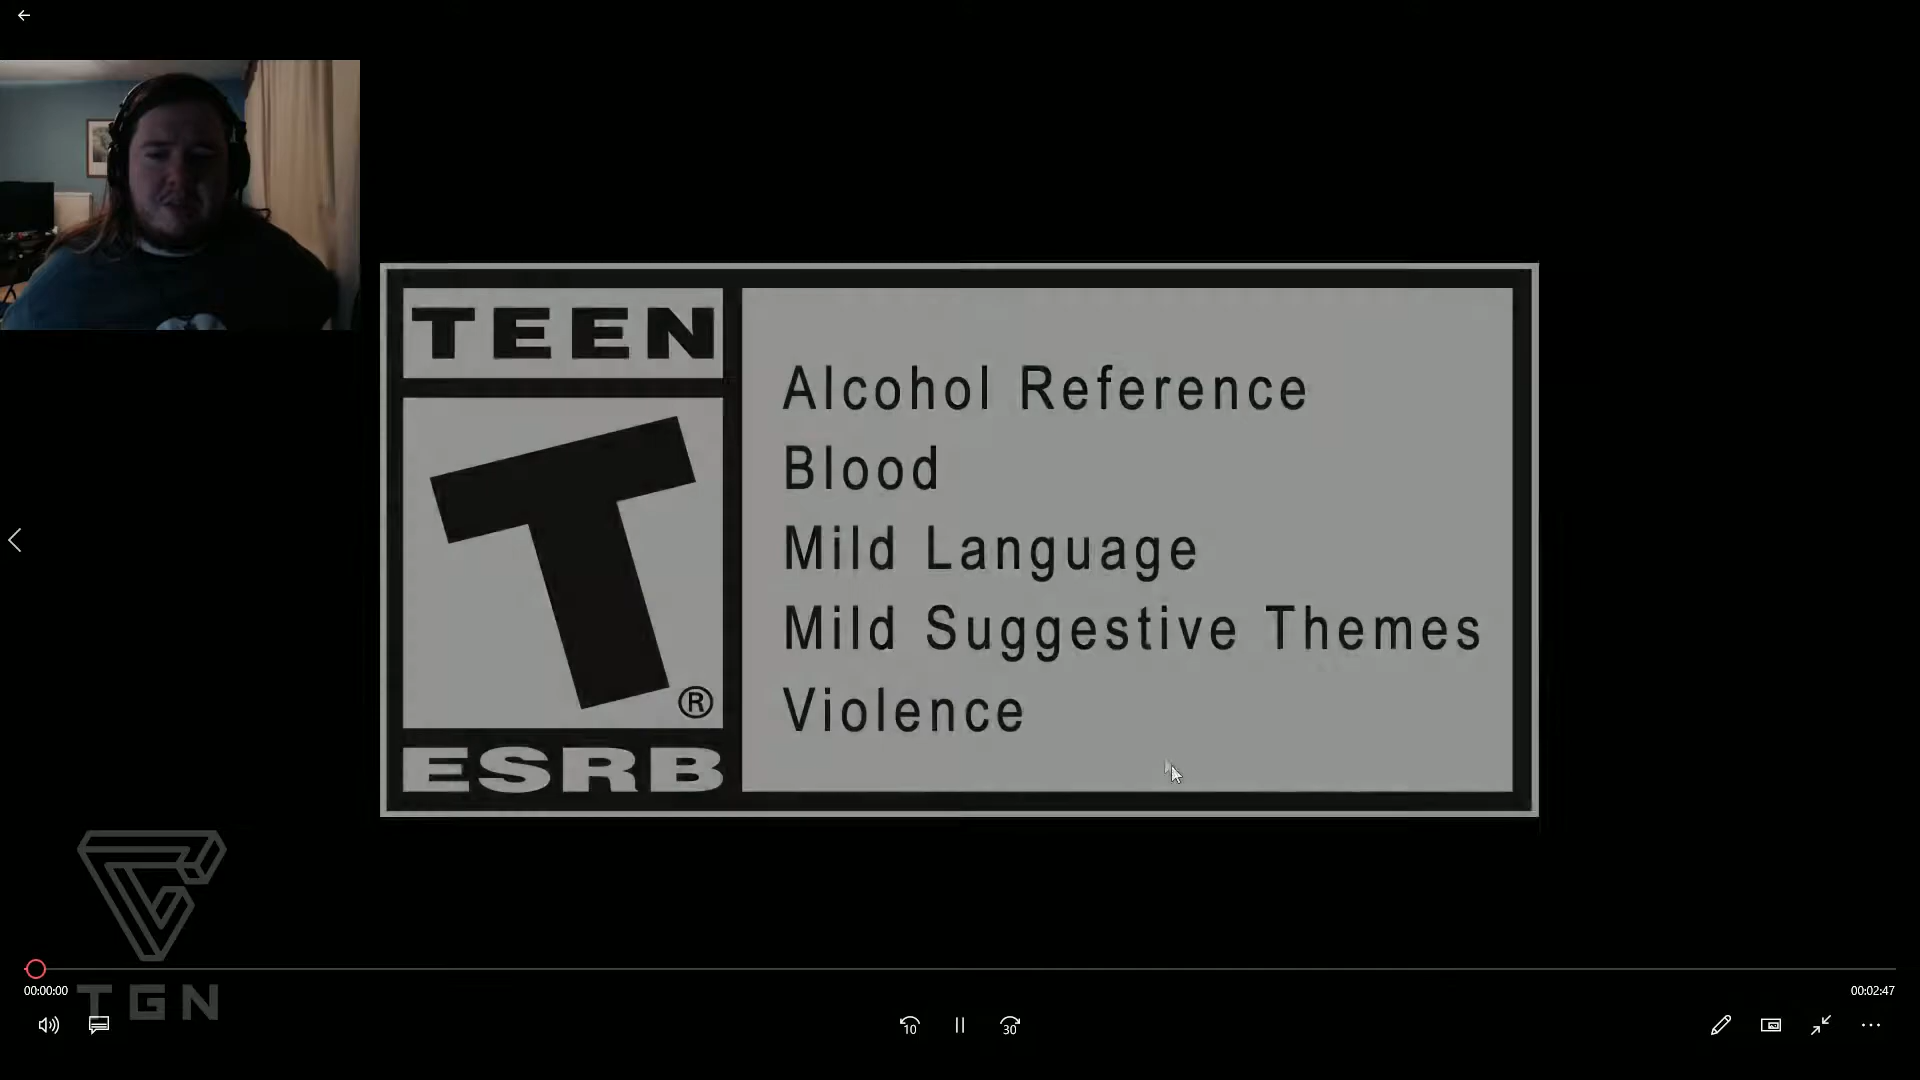 TEEN
T
®
ESRB
Alcohol Reference
Blood
Mild Language
Mild Suggestive Themes
Violence
TGN
00:00:00
00:02:47
10
30